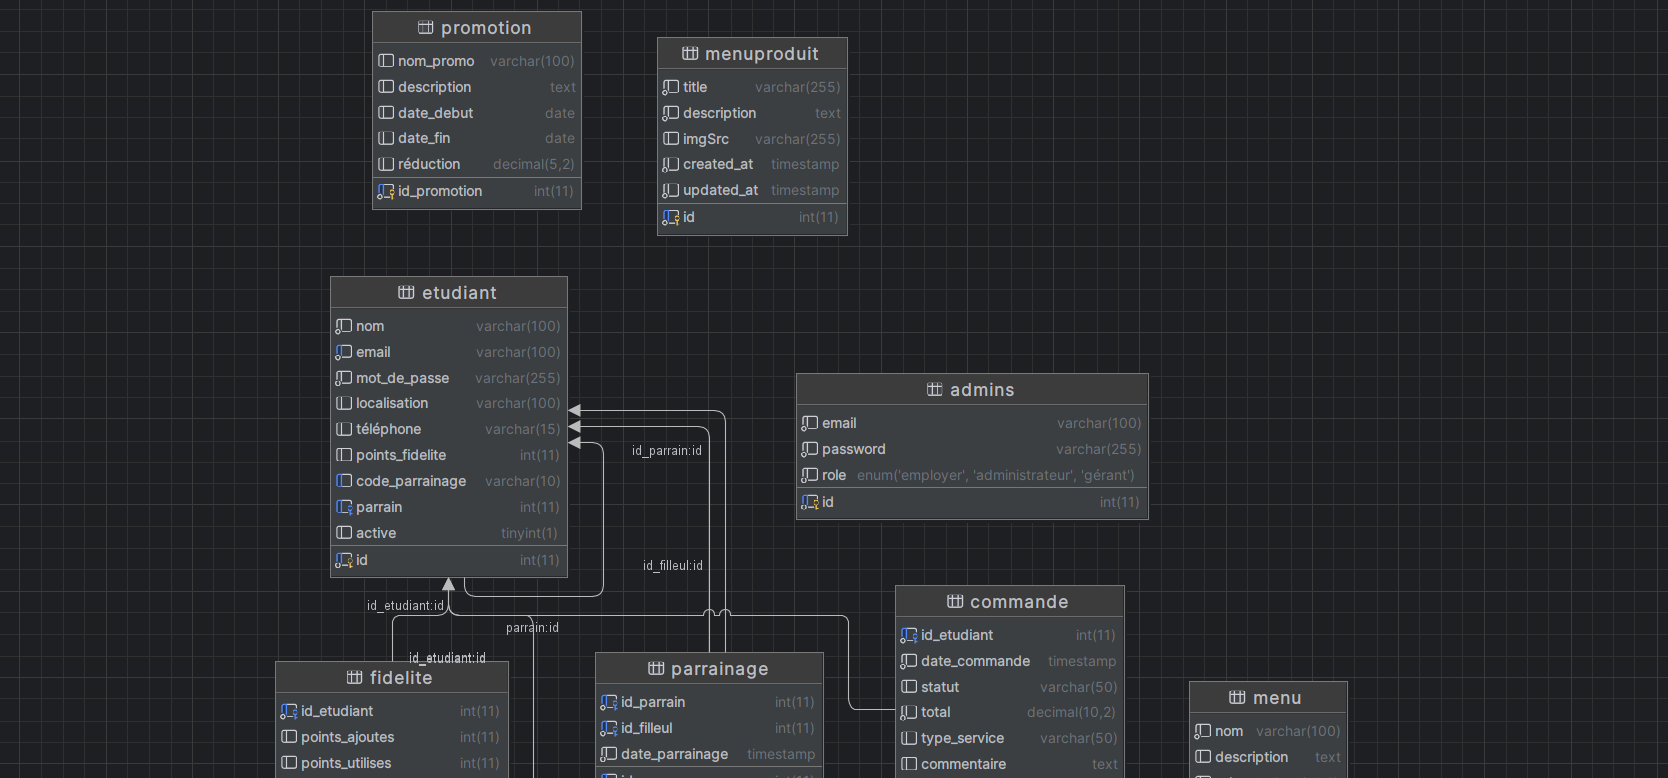 promotion
nom_promo varchar(100)
description text
date_debut date
date_fin date
réduction decimal(5,2)
id_promotion int(11)
menuproduit
title varchar(255)
description text
imgSrc varchar(255)
created_at timestamp
updated_at timestamp
id int(11)
etudiant
nom varchar(100)
email varchar(100)
mot_de_passe varchar(255)
localisation varchar(100)
téléphone varchar(15)
points_fidelite int(11)
code_parrainage varchar(10)
parrain int(11)
active tinyint(1)
id int(11)
id_parrain:id
id_filleul:id
admins
email varchar(100)
password varchar(255)
role enum('employer', 'administrateur', 'gérant')
id int(11)
id_etudiant:id
parrain:id
id_etudiant:id
fidelite
id_etudiant int(11)
points_ajoutes int(11)
points_utilises int(11)
parrainage
id_parrain int(11)
id_filleul int(11)
date_parrainage timestamp
commande
id_etudiant int(11)
date_commande timestamp
statut varchar(50)
total decimal(10,2)
type_service varchar(50)
commentaire text
menu
nom varchar(100)
description text